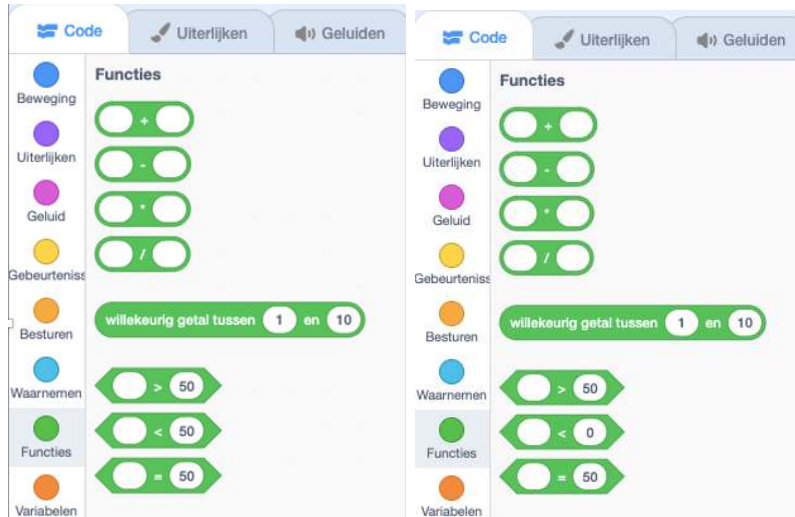 Code Uiterlijken Geluiden
Functies
Beweging
Uiterlijken
Geluid
Gebeurteniss
Besturen
Waarnemen
Functies
Variabelen
+
-
*
/
willekeurig getal tussen 1 en 10
> 50
< 50
= 50
Code Uiterlijken Geluiden
Functies
Beweging
Uiterlijken
Geluid
Gebeurteniss
Besturen
Waarnemen
Functies
Variabelen
+
-
*
/
willekeurig getal tussen 1 en 10
> 50
< 0
= 50